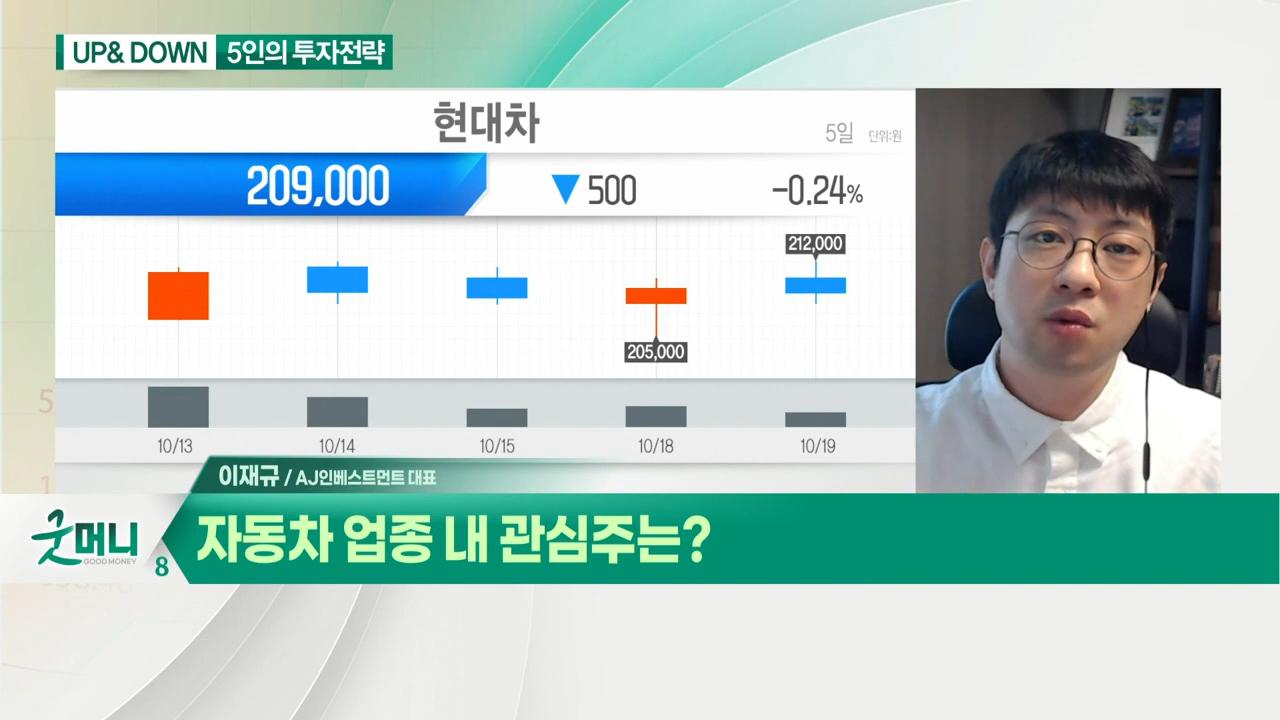 UP& DOWN 5인의 투자전략
현대차
5일 단위:원
209,000 ▼500 -0.24%
212,000
205,000
10/13 10/14 10/15 10/18 10/19
이재규 / AJ인베스트먼트 대표
굿머니
GOOD MONEY
8
자동차 업종 내 관심주는?
5
1